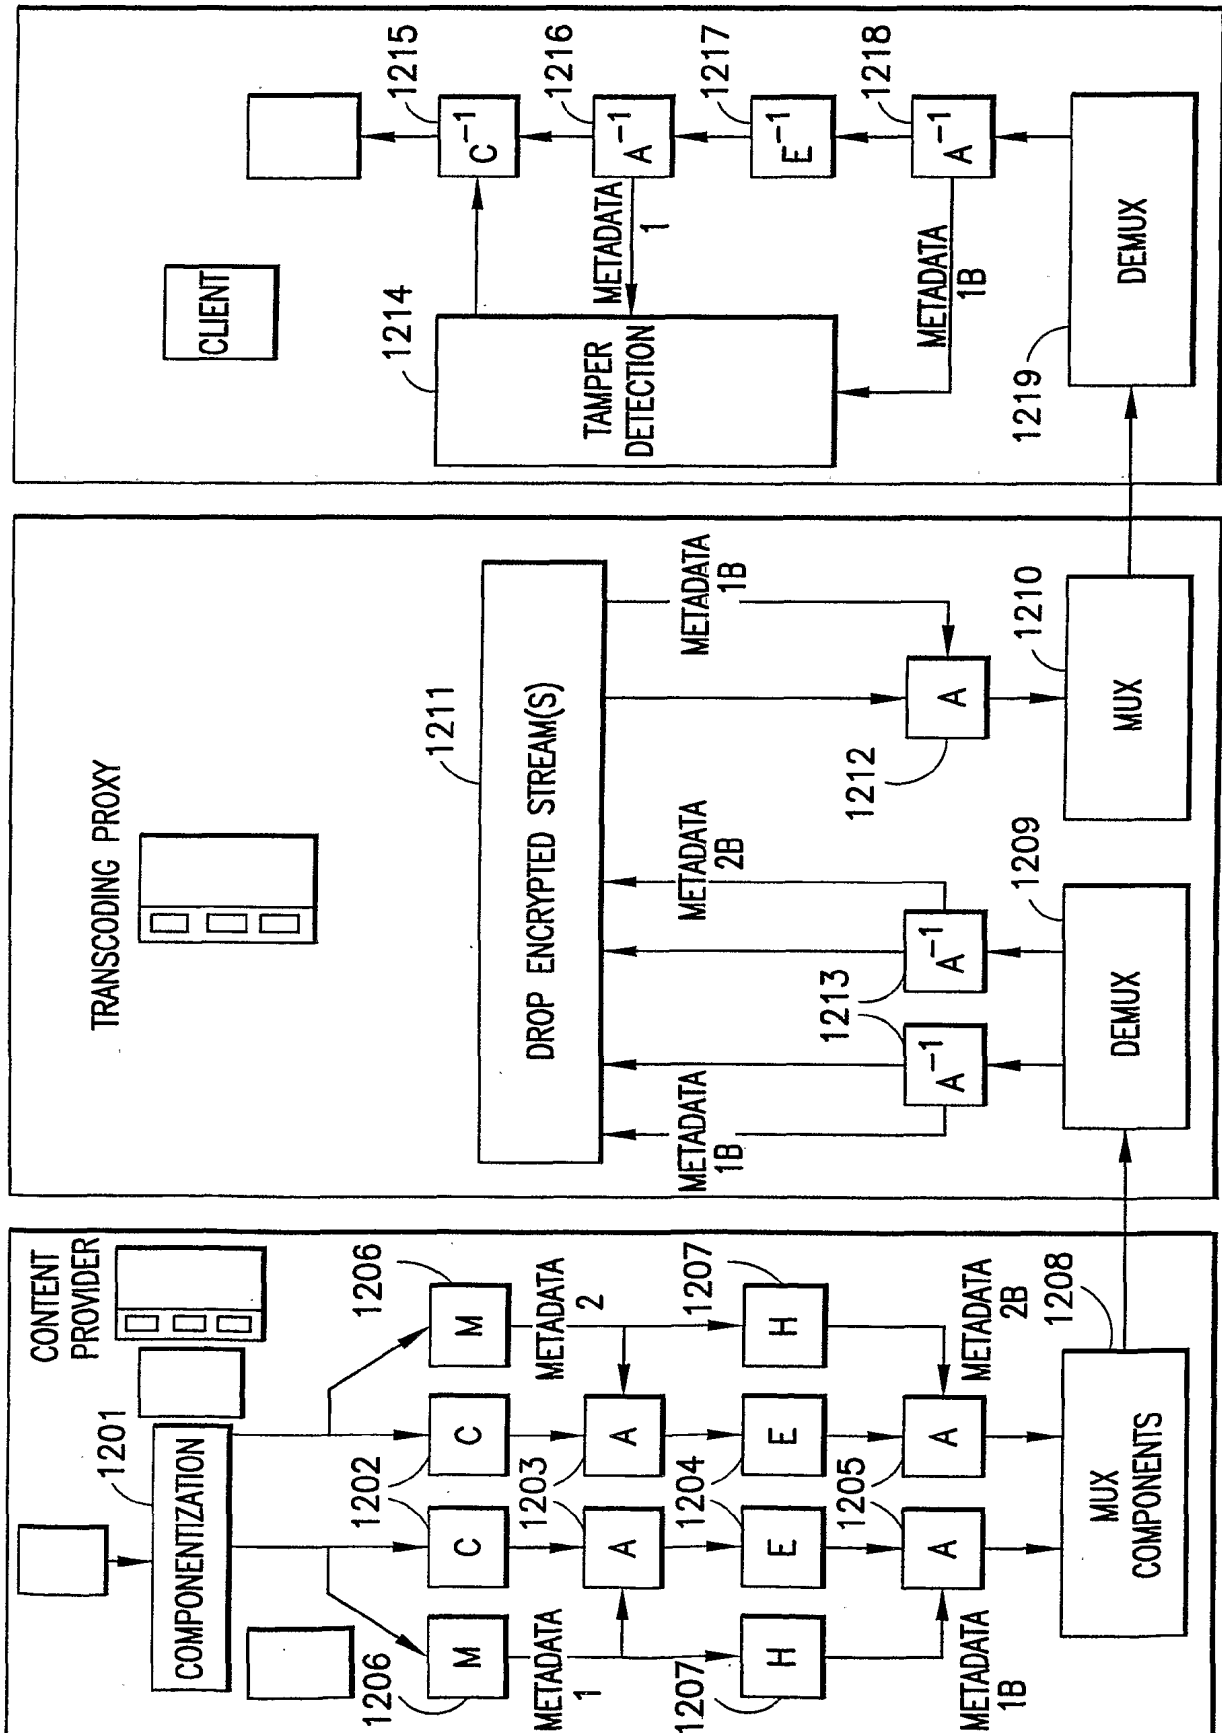 CONTENT
PROVIDER
1201
COMPONENTIZATION
1206
M
1202
C
C
1206
M
METADATA
1
1203
A
A
METADATA
2
1207
H
1204
E
E
1207
H
METADATA
1B
A
1205
A
METADATA
2B
MUX
COMPONENTS
1208
TRANSCODING PROXY
1211
DROP ENCRYPTED STREAM(S)
METADATA
1B
METADATA
2B
METADATA
1B
1213
A⁻¹
A⁻¹
1212
A
DEMUX
1209
MUX
1210
CLIENT
1214
TAMPER
DETECTION
C⁻¹
1215
METADATA
1
A⁻¹
1216
E⁻¹
1217
METADATA
1B
A⁻¹
1218
1219
DEMUX